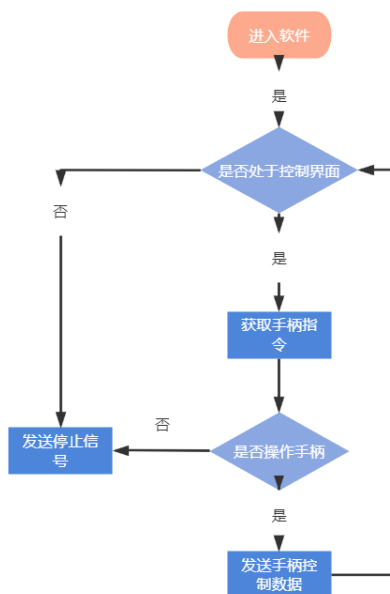 进入软件
是
是否处于控制界面
否
是
获取手柄指
令
否
发送停止信
号
是否操作手柄
是
发送手柄控
制数据